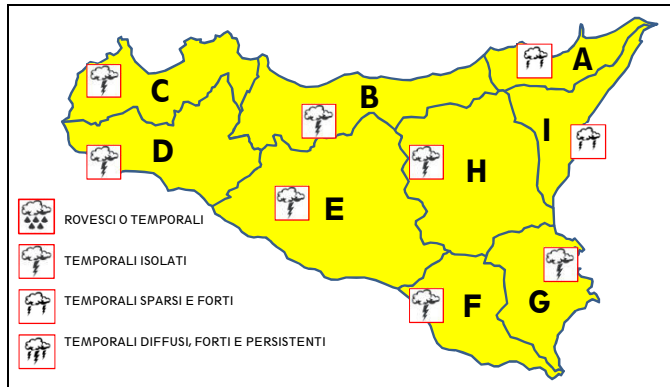 A
B
C
I
D
H
E
ROVESCI O TEMPORALI
TEMPORALI ISOLATI
TEMPORALI SPARSI E FORTI
F
G
TEMPORALI DIFFUSI, FORTI E PERSISTENTI